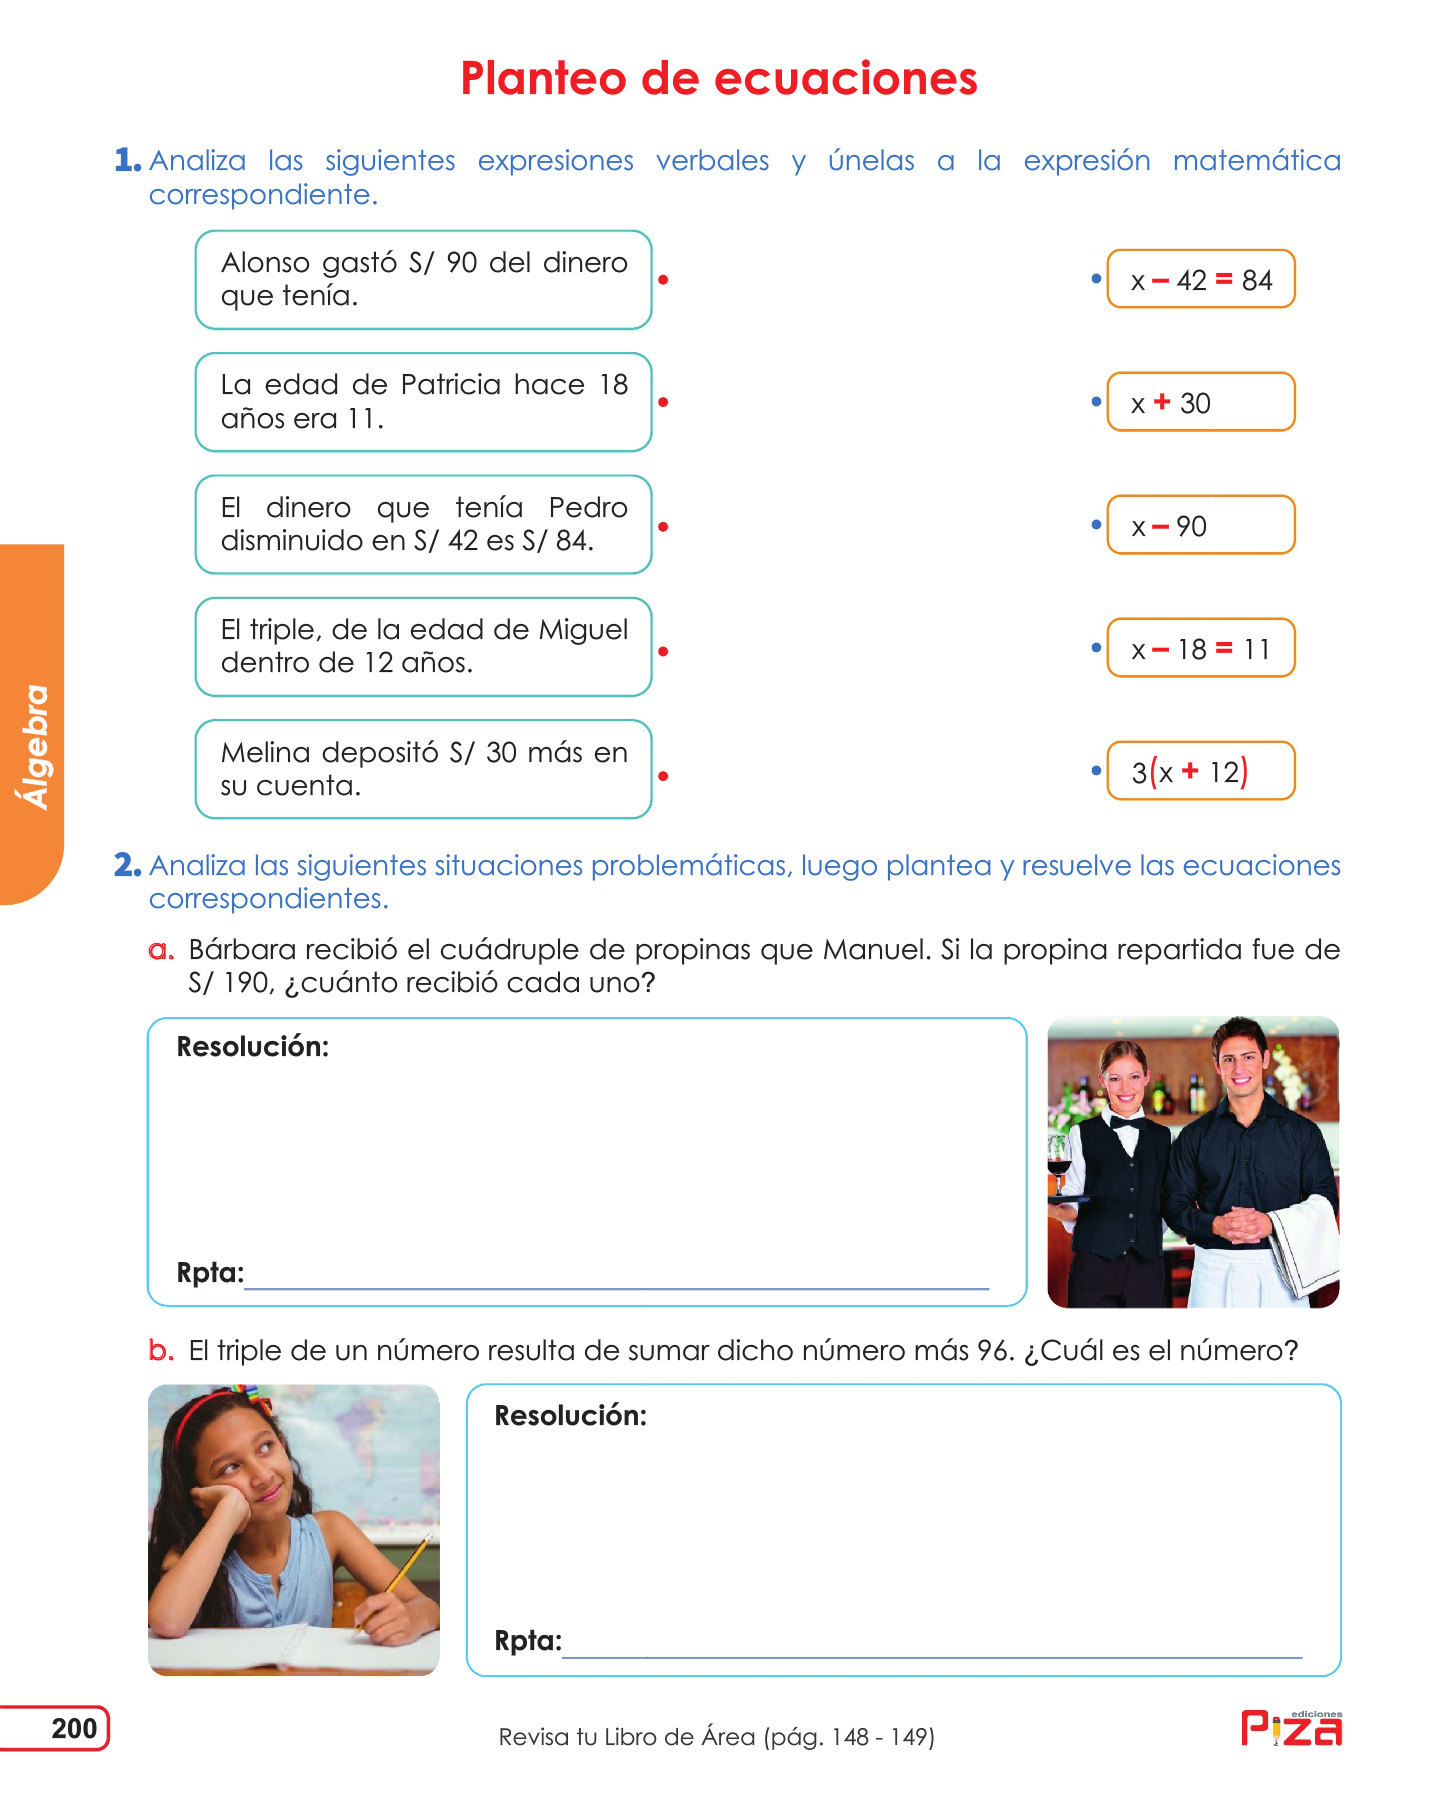 Planteo de ecuaciones
1. Analiza las siguientes expresiones verbales y únelas a la expresión matemática
correspondiente.
Alonso gastó S/ 90 del dinero
que tenía.
x – 42 = 84
La edad de Patricia hace 18
años era 11.
x + 30
El dinero que tenía Pedro
disminuido en S/ 42 es S/ 84.
x – 90
El triple, de la edad de Miguel
dentro de 12 años.
x – 18 = 11
Melina depositó S/ 30 más en
su cuenta.
3(x + 12)
Álgebra
2. Analiza las siguientes situaciones problemáticas, luego plantea y resuelve las ecuaciones
correspondientes.
a. Bárbara recibió el cuádruple de propinas que Manuel. Si la propina repartida fue de
S/ 190, ¿cuánto recibió cada uno?
Resolución:
Rpta:
b. El triple de un número resulta de sumar dicho número más 96. ¿Cuál es el número?
Resolución:
Rpta:
200
Revisa tu Libro de Área (pág. 148 - 149)
ediciones
Piza